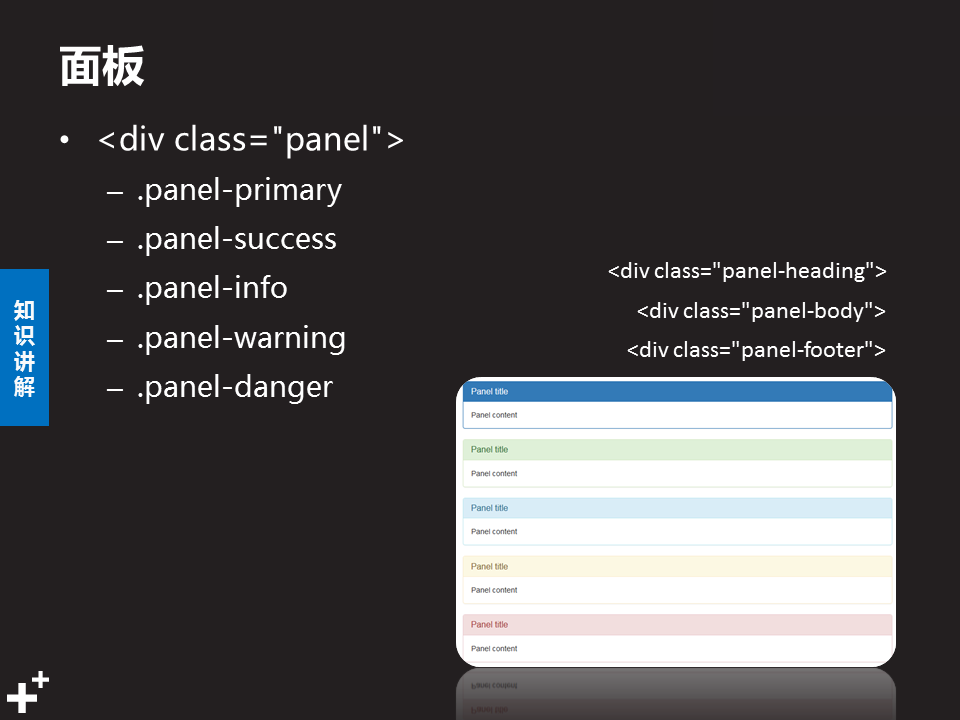 面板
• <div class="panel">
– .panel-primary
– .panel-success
– .panel-info
– .panel-warning
– .panel-danger
知识讲解
<div class="panel-heading">
<div class="panel-body">
<div class="panel-footer">
Panel title
Panel content
Panel title
Panel content
Panel title
Panel content
Panel title
Panel content
Panel title
Panel content